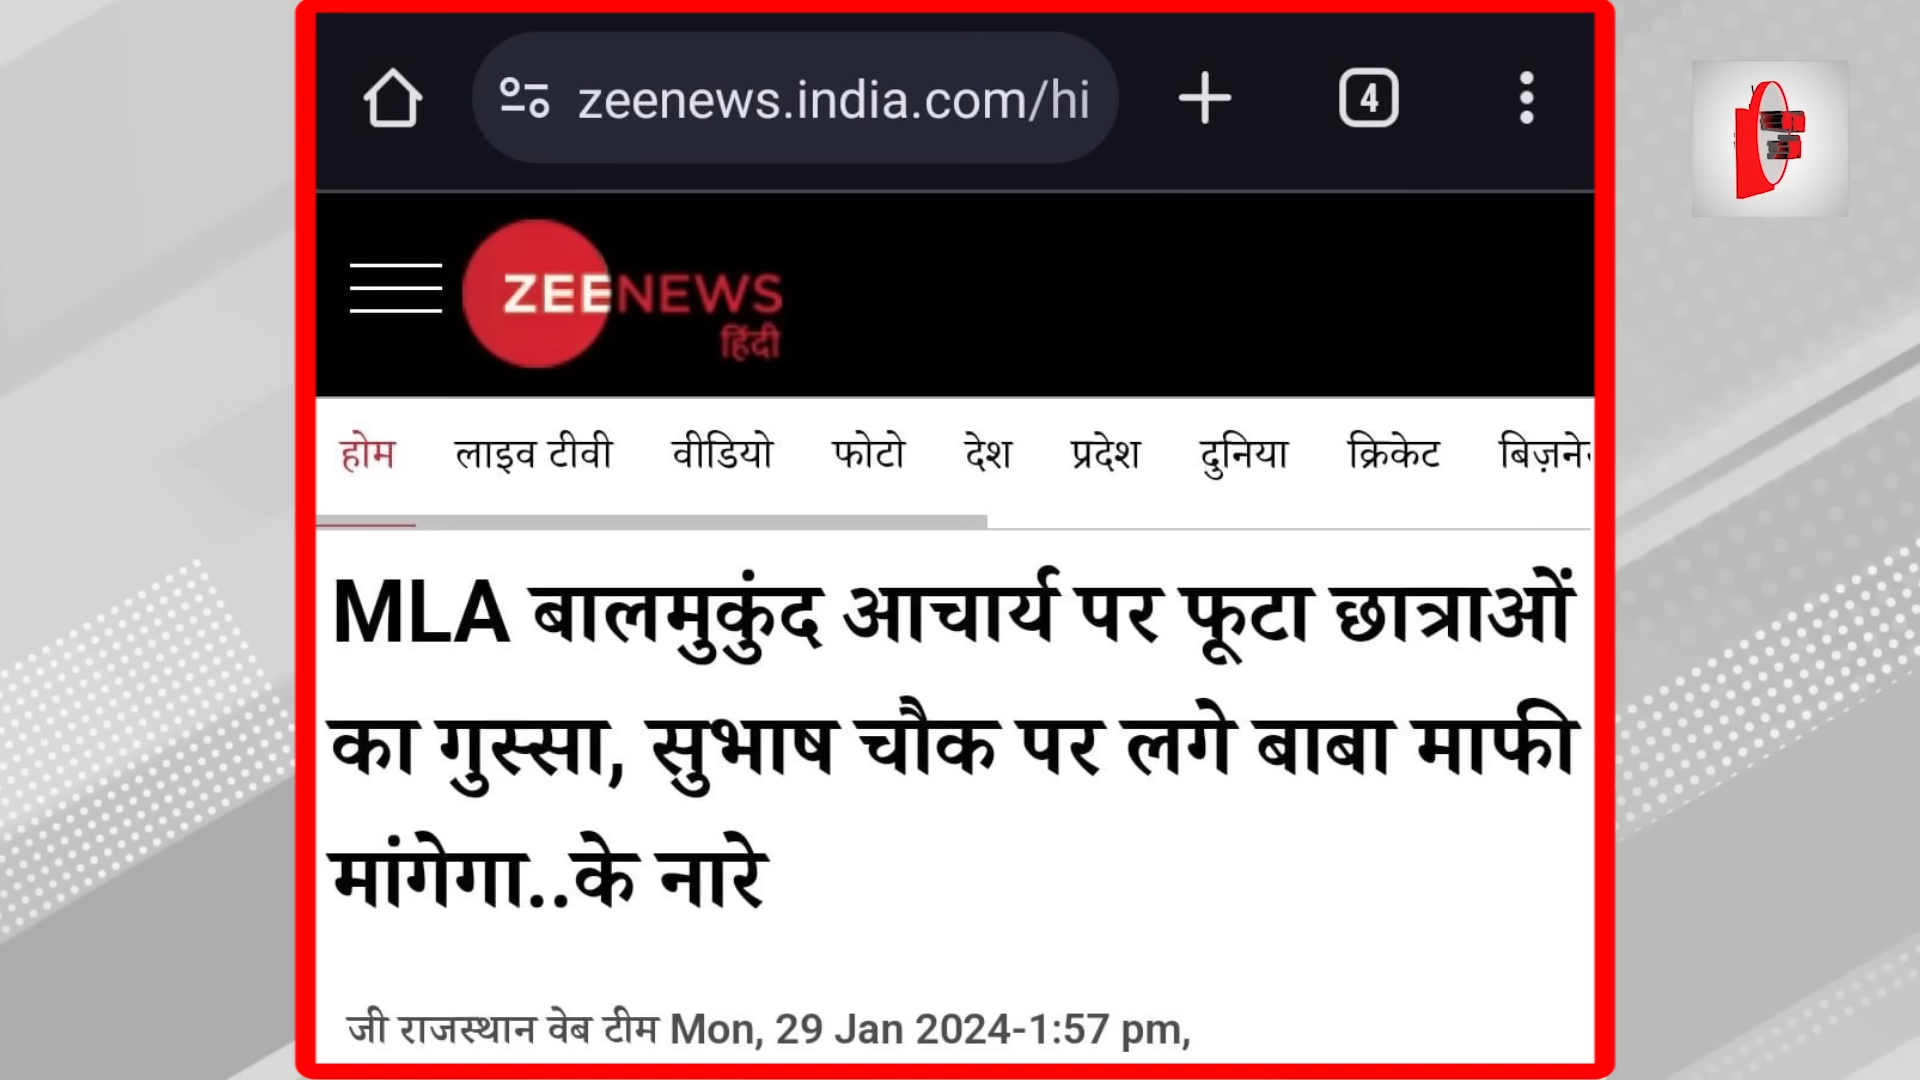 zeenews.india.com/hi
4
ZEENEWS
हिंदी
होम लाइव टीवी वीडियो फोटो देश प्रदेश दुनिया क्रिकेट
MLA बालमुकुंद आचार्य पर फूटा छात्राओं
का गुस्सा, सुभाष चौक पर लगे बाबा माफी
मांगेगा..के नारे
जी राजस्थान वेब टीम Mon, 29 Jan 2024-1:57 pm,